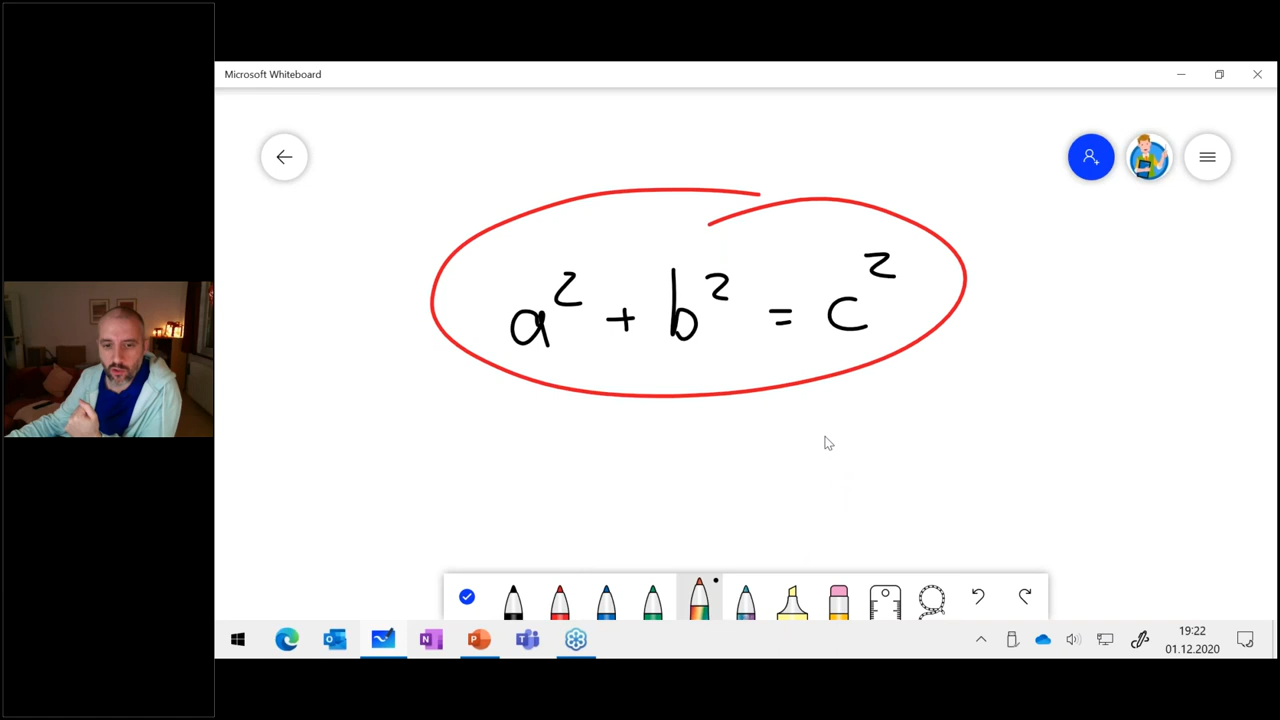 Microsoft Whiteboard
a² + b² = c²
19:22
01.12.2020